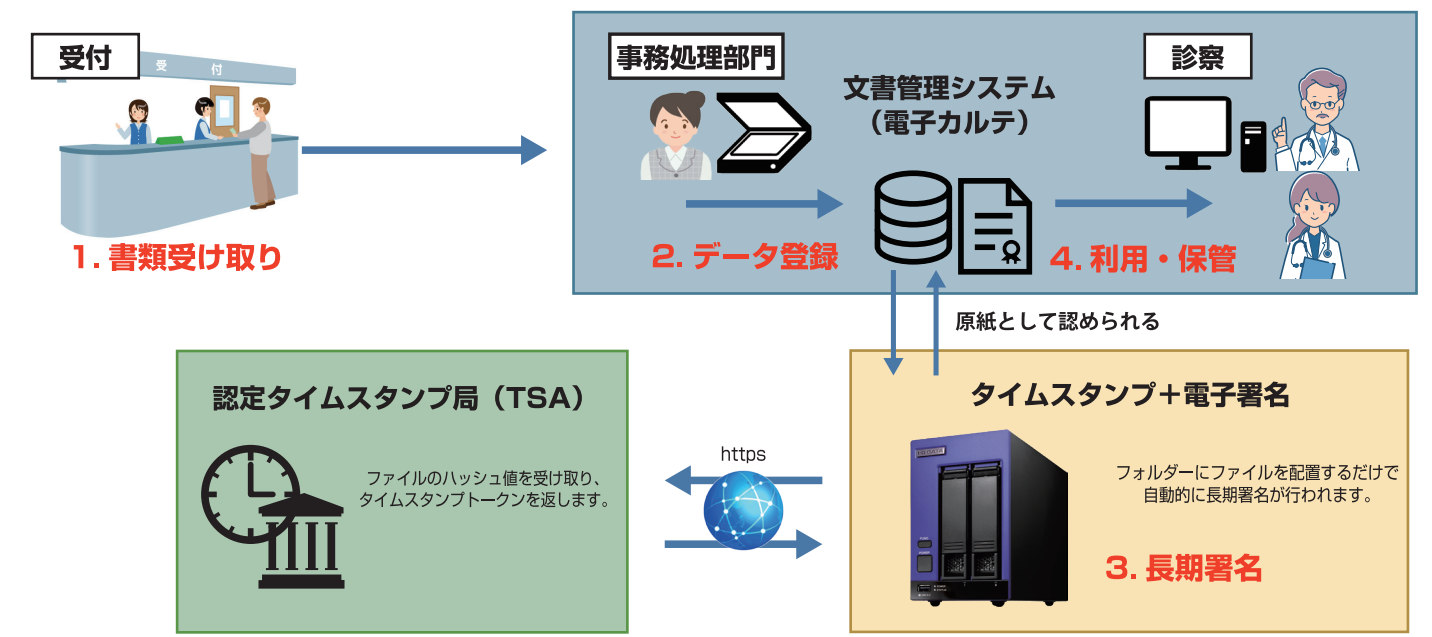 受付
受 付
1. 書類受け取り
事務処理部門
2. データ登録
文書管理システム
（電子カルテ）
診察
4. 利用・保管
原紙として認められる
タイムスタンプ＋電子署名
フォルダーにファイルを配置するだけで
自動的に長期署名が行われます。
3. 長期署名
https
認定タイムスタンプ局（TSA）
ファイルのハッシュ値を受け取り、
タイムスタンプトークンを返します。